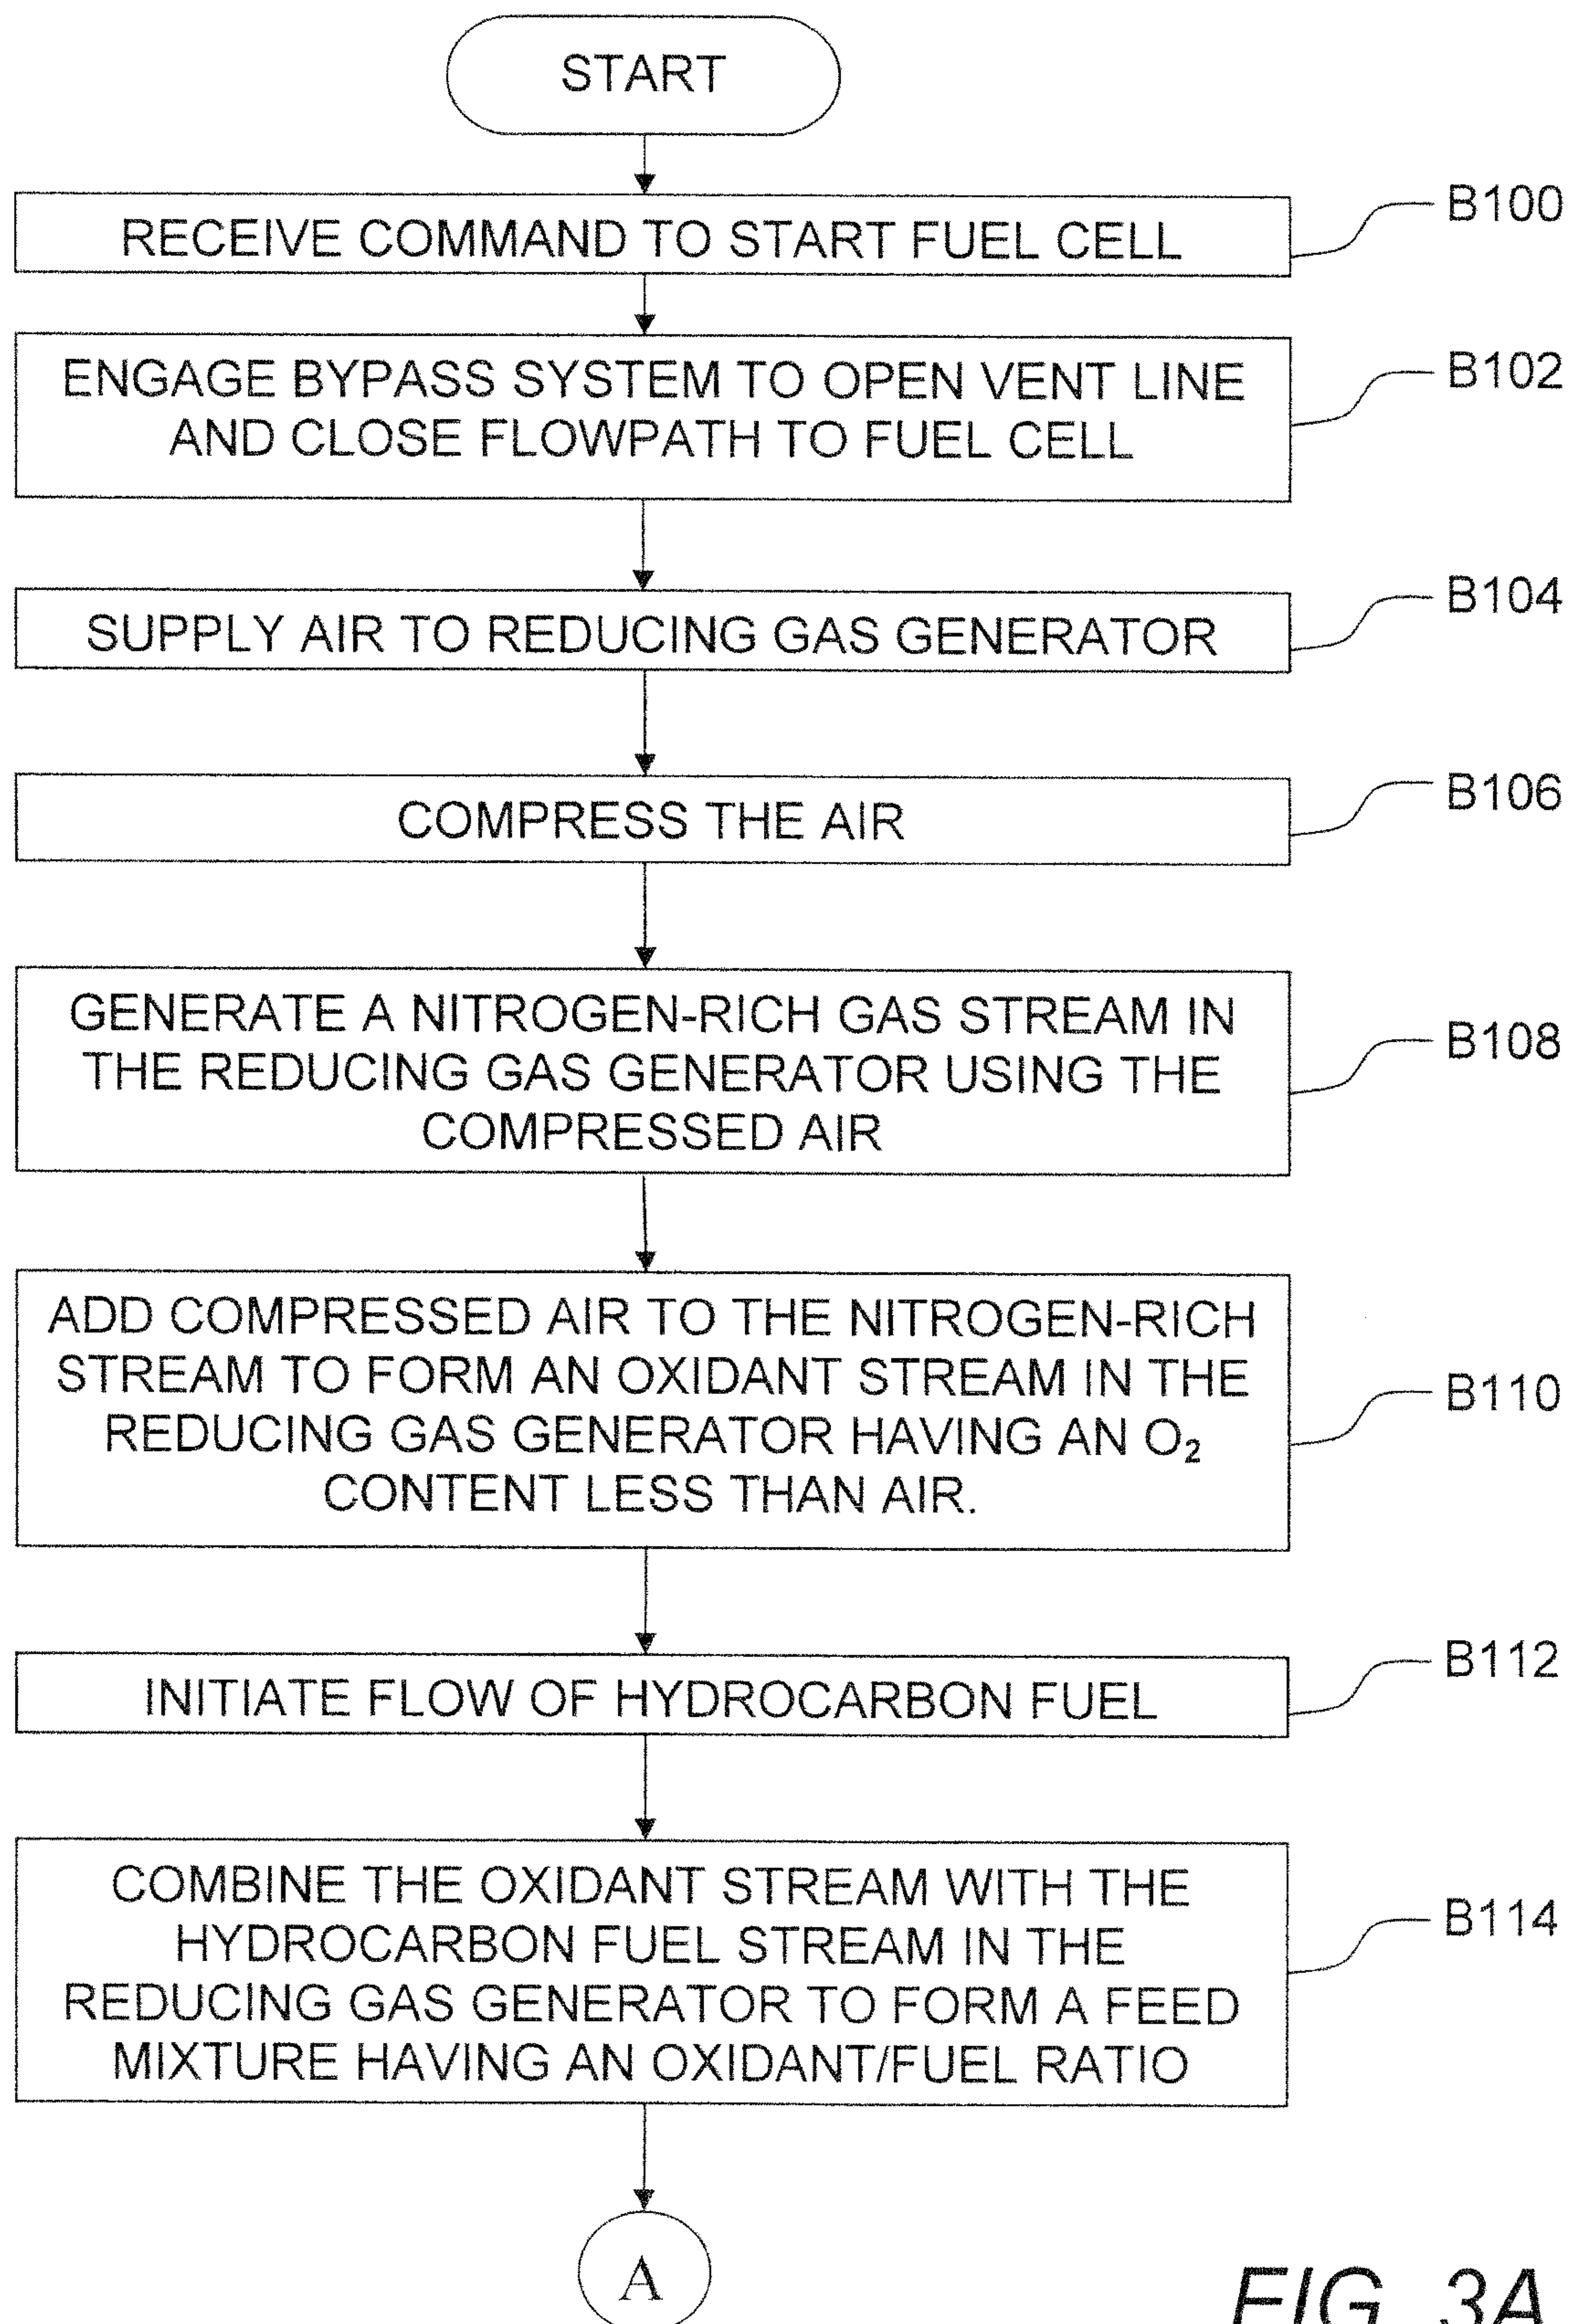 START
RECEIVE COMMAND TO START FUEL CELL
B100
ENGAGE BYPASS SYSTEM TO OPEN VENT LINE
AND CLOSE FLOWPATH TO FUEL CELL
B102
SUPPLY AIR TO REDUCING GAS GENERATOR
B104
COMPRESS THE AIR
B106
GENERATE A NITROGEN-RICH GAS STREAM IN
THE REDUCING GAS GENERATOR USING THE
COMPRESSED AIR
B108
ADD COMPRESSED AIR TO THE NITROGEN-RICH
STREAM TO FORM AN OXIDANT STREAM IN THE
REDUCING GAS GENERATOR HAVING AN O₂
CONTENT LESS THAN AIR.
B110
INITIATE FLOW OF HYDROCARBON FUEL
B112
COMBINE THE OXIDANT STREAM WITH THE
HYDROCARBON FUEL STREAM IN THE
REDUCING GAS GENERATOR TO FORM A FEED
MIXTURE HAVING AN OXIDANT/FUEL RATIO
B114
A
FIG. 3A